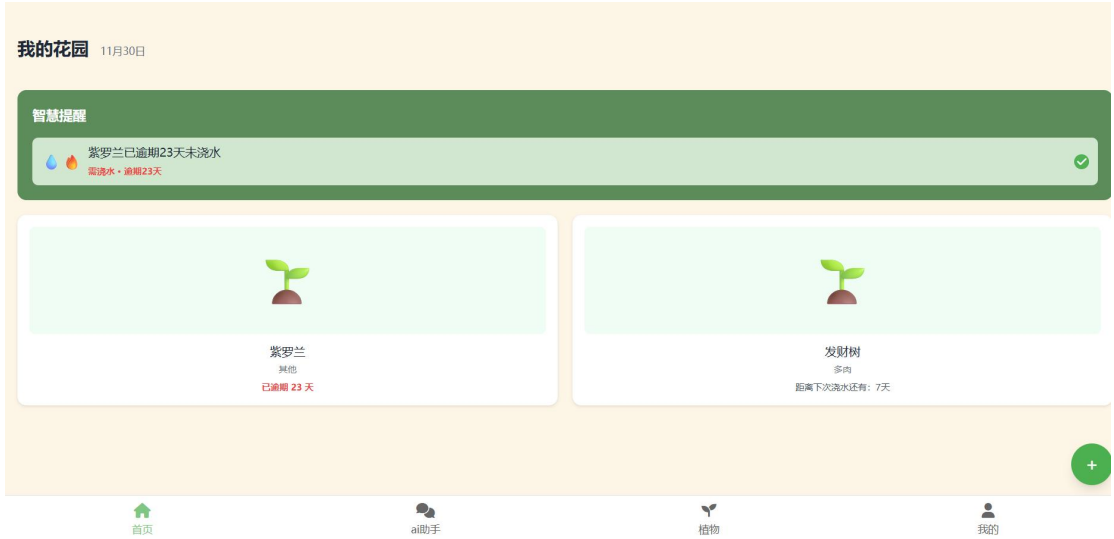 我的花园 11月30日
智慧提醒
紫罗兰已逾期23天未浇水
需浇水・逾期23天
紫罗兰
其他
已逾期 23 天
发财树
多肉
距离下次浇水还有：7天
+
首页
ai助手
植物
我的